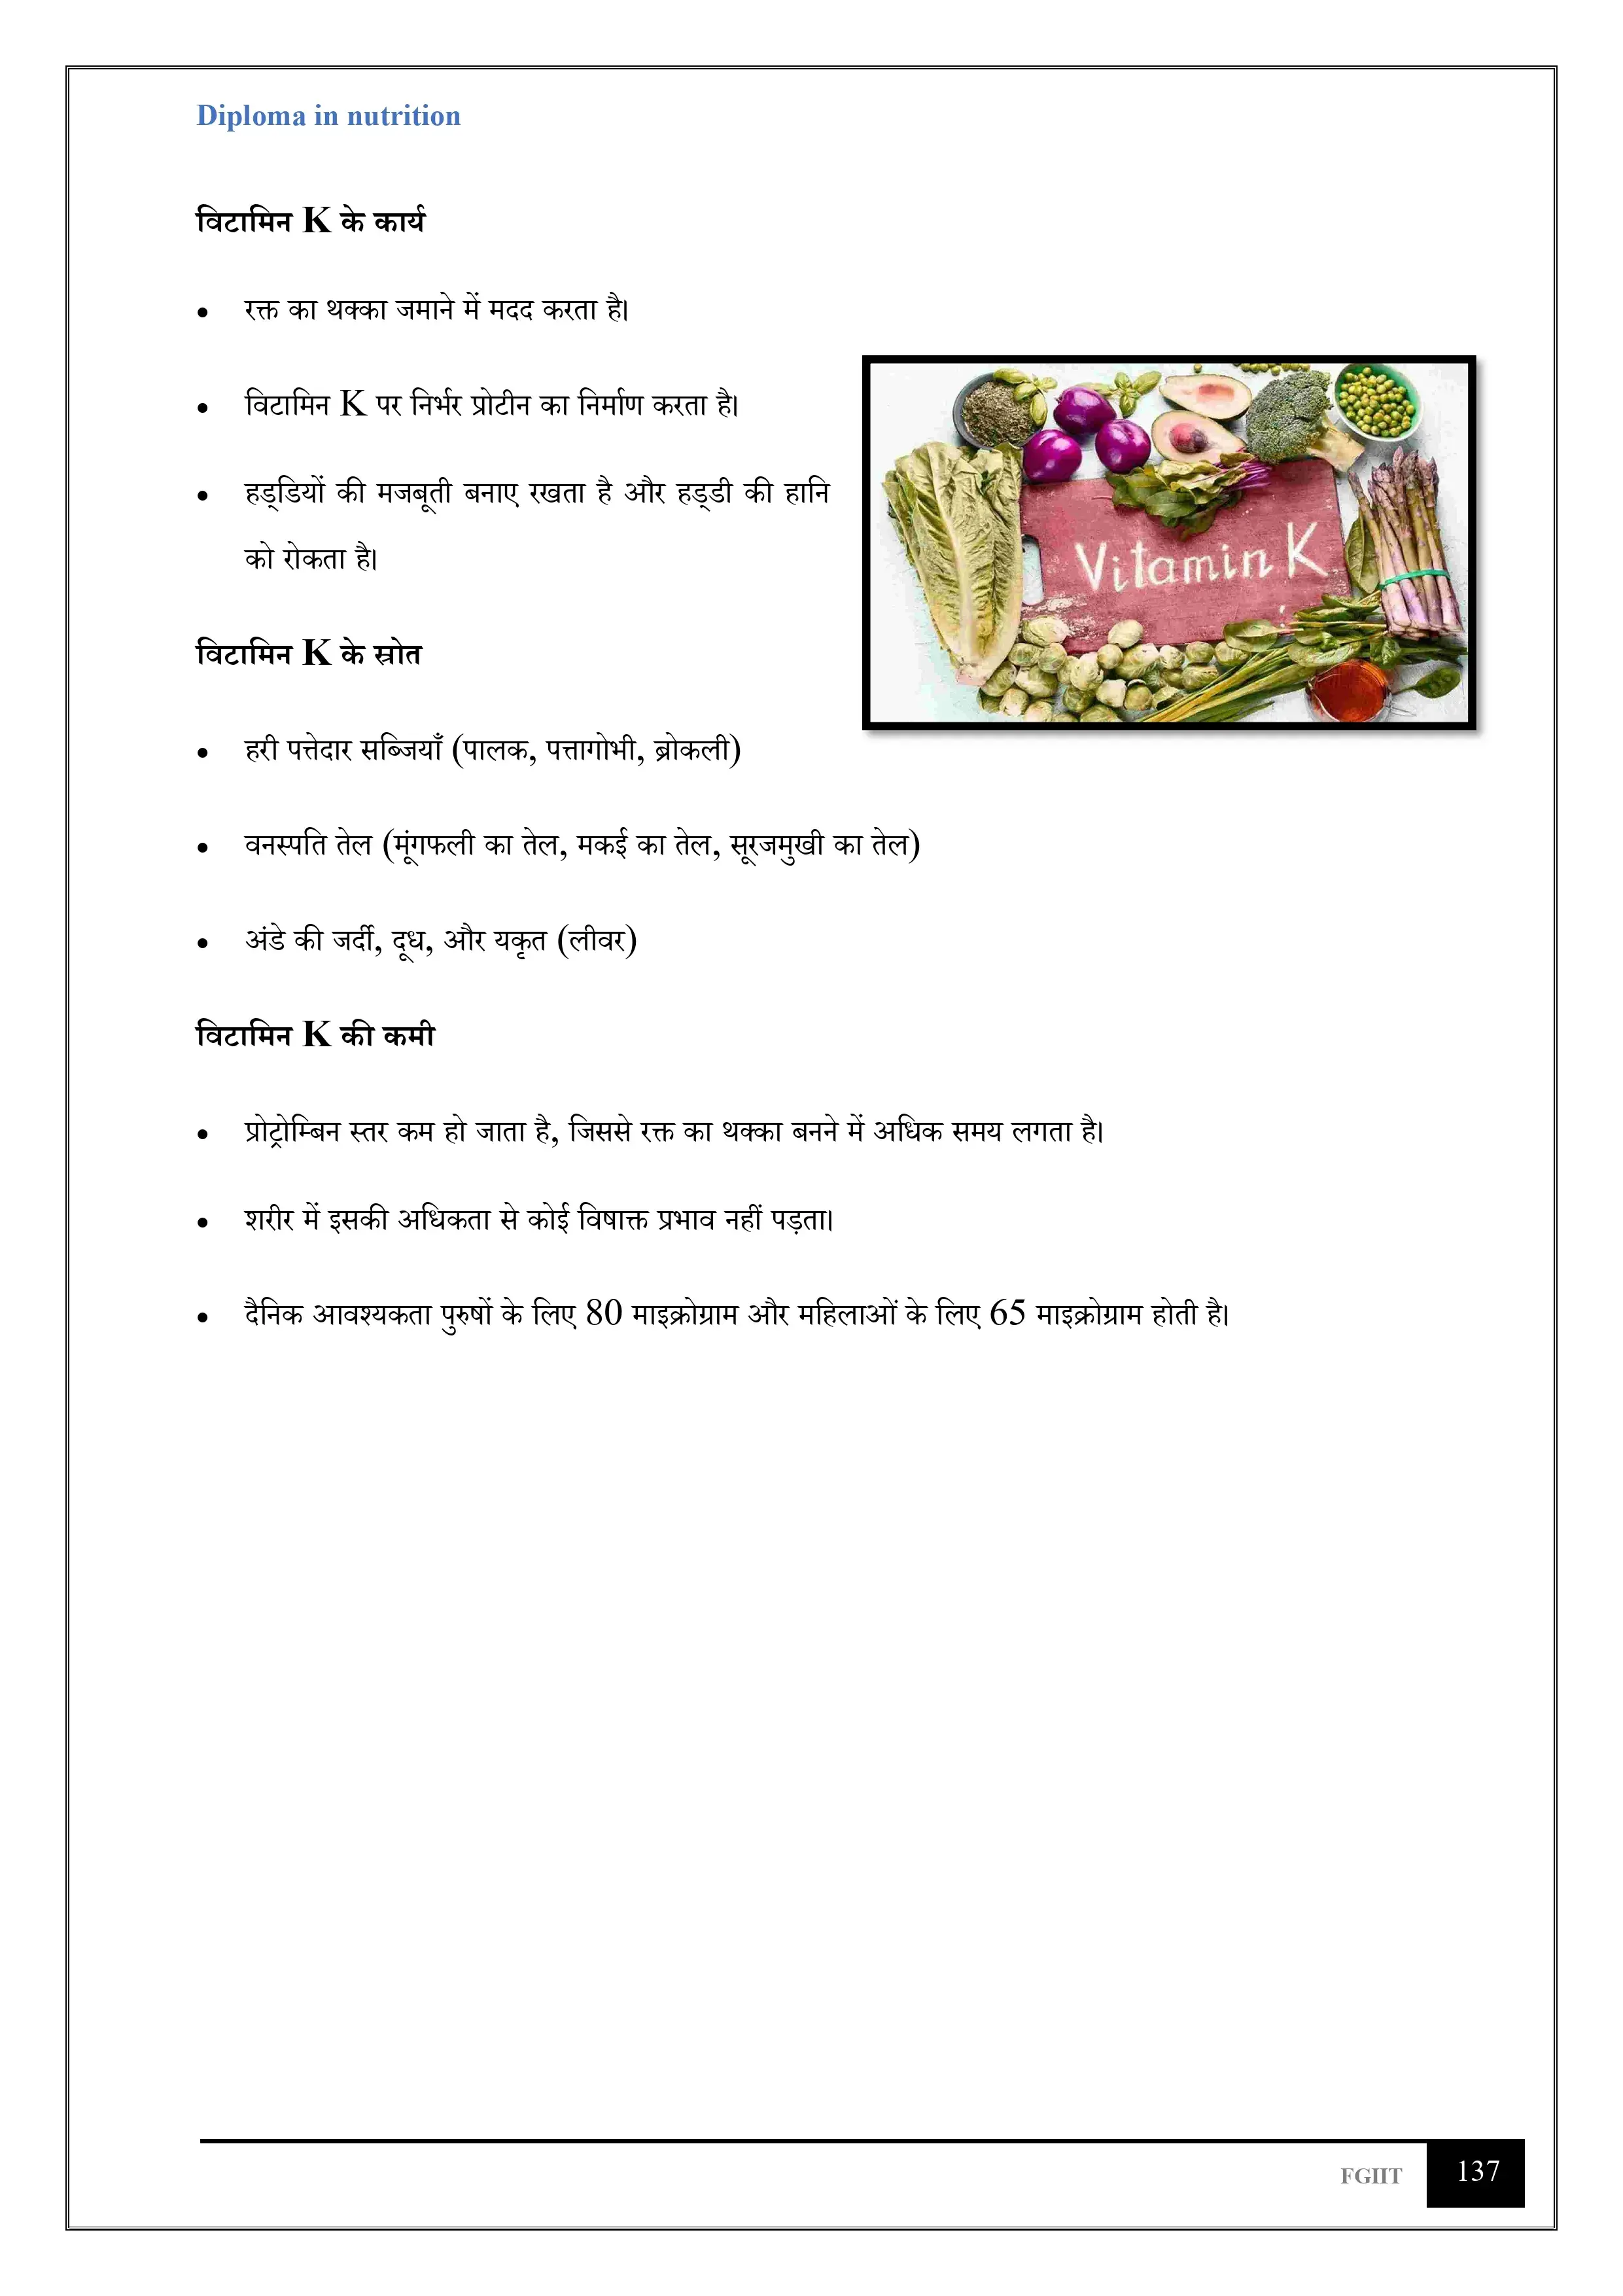 Diploma in nutrition
विटामिन K के कार्य
• रक्त का थक्का जमाने में मदद करता है।
• विटामिन K पर निर्भर प्रोटीन का निर्माण करता है।
• हड्डियों की मजबूती बनाए रखता है और हड्डी की हानि
को रोकता है।
Vitamin K
विटामिन K के स्रोत
• हरी पत्तेदार सब्जियाँ (पालक, पत्तागोभी, ब्रोकली)
• वनस्पति तेल (मूंगफली का तेल, मकई का तेल, सूरजमुखी का तेल)
• अंडे की जर्दी, दूध, और यकृत (लीवर)
विटामिन K की कमी
• प्रोट्रोम्बिन स्तर कम हो जाता है, जिससे रक्त का थक्का बनने में अधिक समय लगता है।
• शरीर में इसकी अधिकता से कोई विषाक्त प्रभाव नहीं पड़ता।
• दैनिक आवश्यकता पुरुषों के लिए 80 माइक्रोग्राम और महिलाओं के लिए 65 माइक्रोग्राम होती है।
FGIIT 137